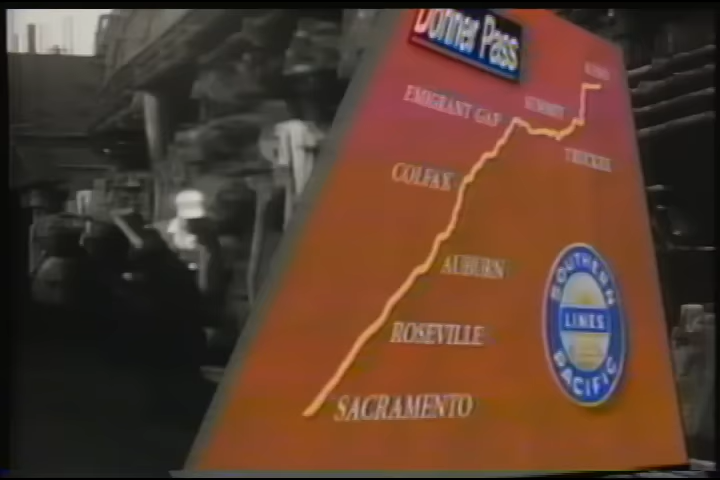 Donner Pass
EMIGRANT GAP
SUMMIT
TRUCKEE
COLFAX
AUBURN
SOUTHERN
LINES
PACIFIC
ROSEVILLE
SACRAMENTO